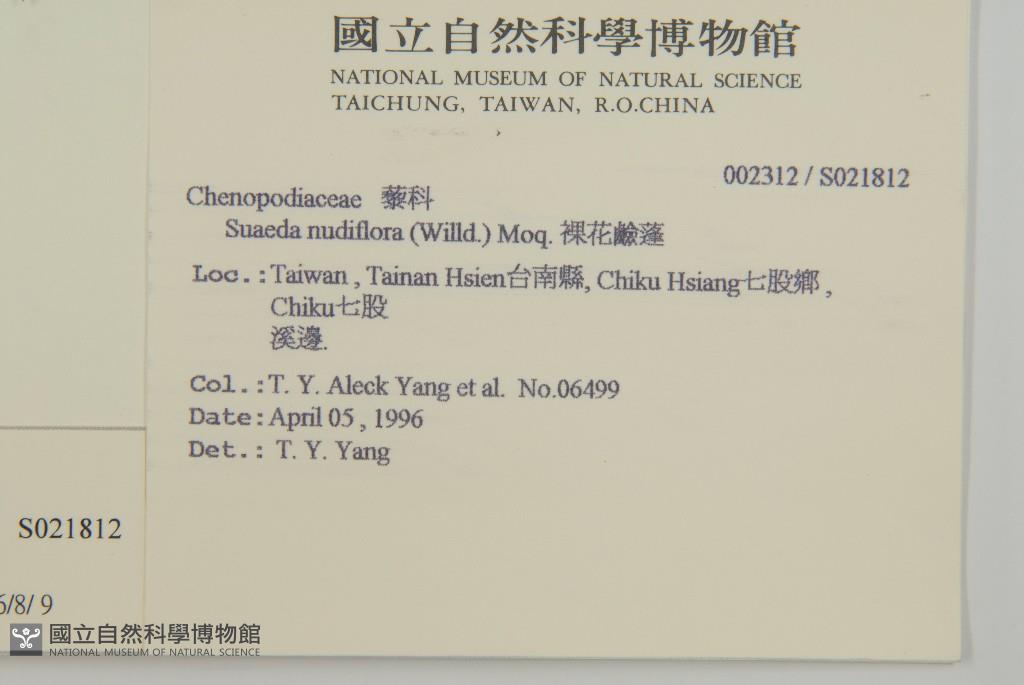 國立自然科學博物館
NATIONAL MUSEUM OF NATURAL SCIENCE
TAICHUNG, TAIWAN, R.O.CHINA
002312 / S021812
Chenopodiaceae 藜科
Suaeda nudiflora (Willd.) Moq. 裸花鹼蓬
Loc.:Taiwan , Tainan Hsien台南縣, Chiku Hsiang七股鄉 ,
Chiku七股
溪邊.
Col.:T. Y. Aleck Yang et al. No.06499
Date:April 05 , 1996
Det.: T. Y. Yang
S021812
6/8/ 9
國立自然科學博物館
NATIONAL MUSEUM OF NATURAL SCIENCE